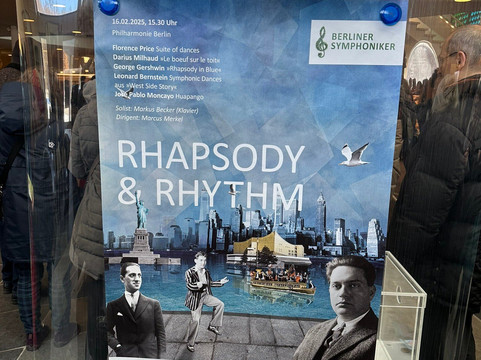 16.02.2025, 15.30 Uhr
Philharmonie Berlin
Florence Price Suite of dances
Darius Milhaud »Le boeuf sur le toit«
George Gershwin »Rhapsody in Blue«
Leonard Bernstein Symphonic Dances
aus »West Side Story«
José Pablo Moncayo Huapango
Solist: Markus Becker (Klavier)
Dirigent: Marcus Merkel
BERLINER
SYMPHONIKER
RHAPSODY
& RHYTHM